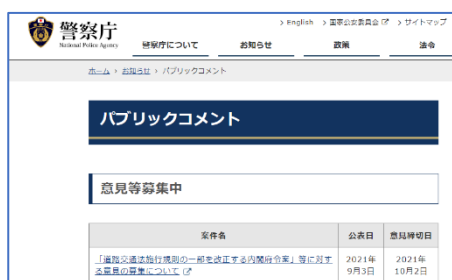 > English > 国家公安委員会 > サイトマップ
警察庁
National Police Agency
警察庁について お知らせ 政策 法令
ホーム > お知らせ > パブリックコメント
パブリックコメント
意見等募集中
案件名 公表日 意見締切日
「道路交通法施行規則の一部を改正する内閣府令案」等に対す
る意見の募集について
2021年
9月3日
2021年
10月2日